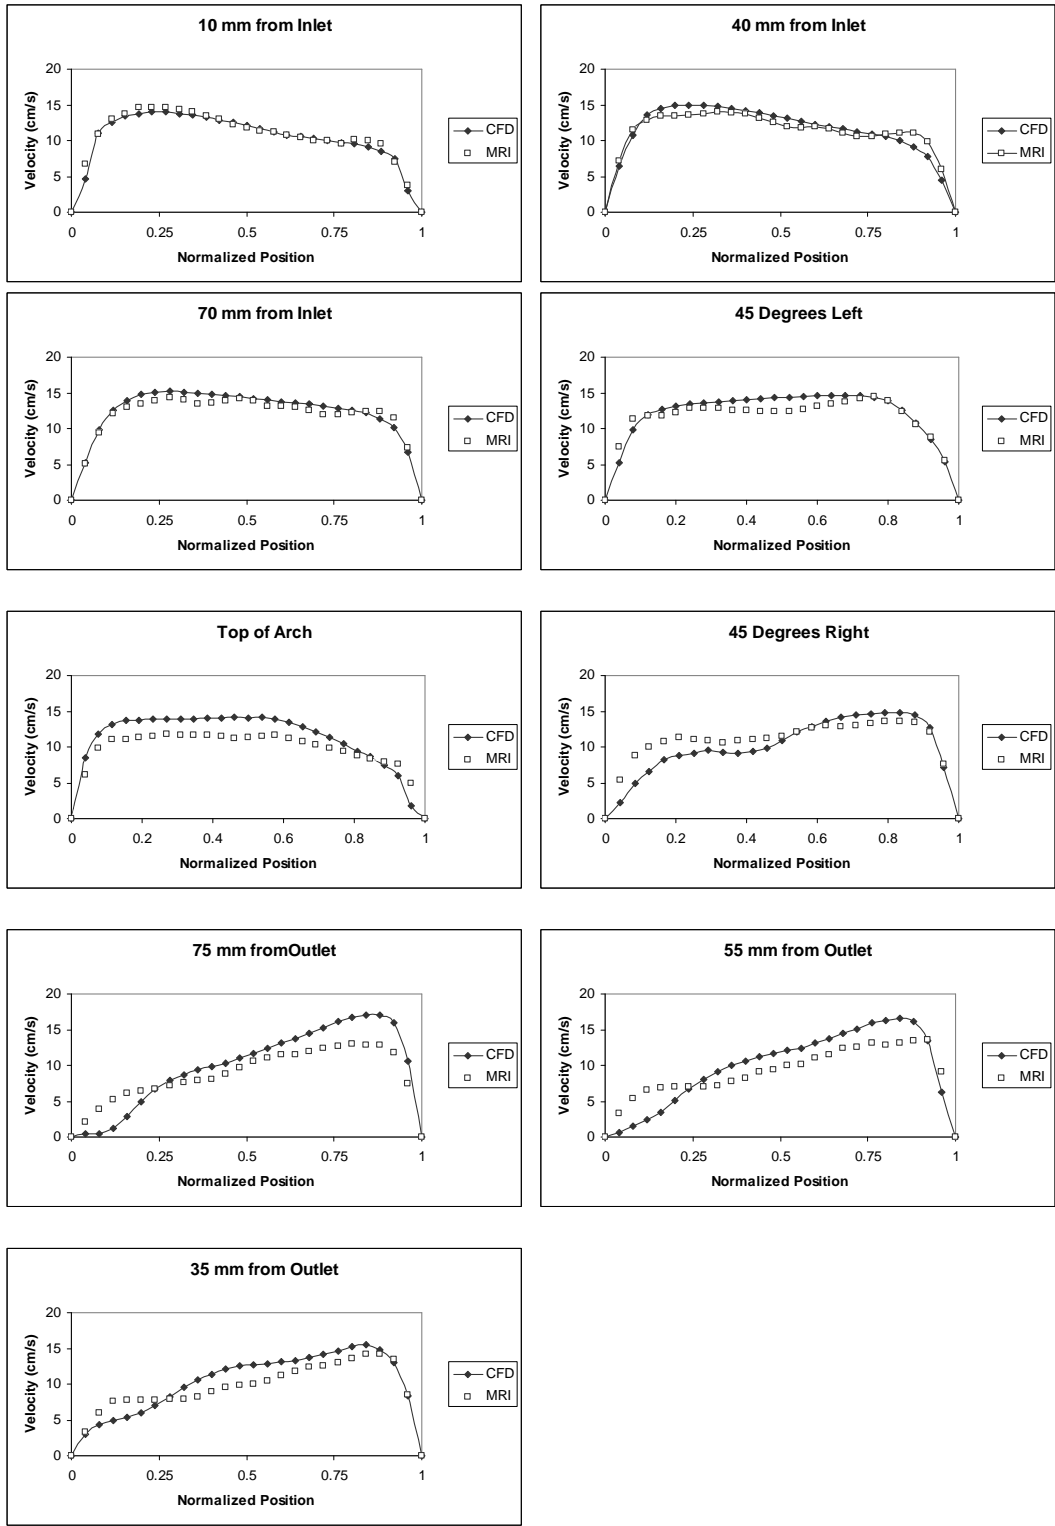 10 mm from Inlet
20
15
10
5
0
Velocity (cm/s)
0 0.25 0.5 0.75 1
Normalized Position
CFD
MRI
40 mm from Inlet
20
15
10
5
0
Velocity (cm/s)
0 0.25 0.5 0.75 1
Normalized Position
CFD
MRI
70 mm from Inlet
20
15
10
5
0
Velocity (cm/s)
0 0.25 0.5 0.75 1
Normalized Position
CFD
MRI
45 Degrees Left
20
15
10
5
0
Velocity (cm/s)
0 0.2 0.4 0.6 0.8 1
Normalized Position
CFD
MRI
Top of Arch
20
15
10
5
0
Velocity (cm/s)
0 0.2 0.4 0.6 0.8 1
Normalized Position
CFD
MRI
45 Degrees Right
20
15
10
5
0
Velocity (cm/s)
0 0.2 0.4 0.6 0.8 1
Normalized Position
CFD
MRI
75 mm fromOutlet
20
15
10
5
0
Velocity (cm/s)
0 0.25 0.5 0.75 1
Normalized Position
CFD
MRI
55 mm from Outlet
20
15
10
5
0
Velocity (cm/s)
0 0.25 0.5 0.75 1
Normalized Position
CFD
MRI
35 mm from Outlet
20
15
10
5
0
Velocity (cm/s)
0 0.25 0.5 0.75 1
Normalized Position
CFD
MRI